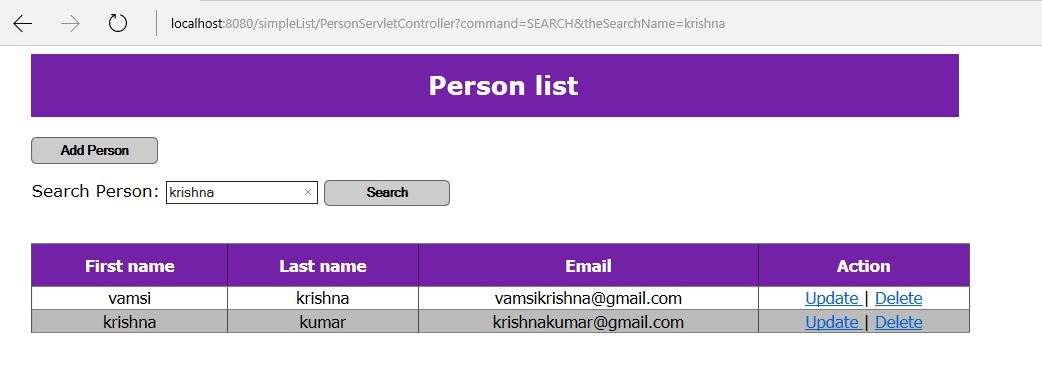 localhost:8080/simpleList/PersonServletController?command=SEARCH&theSearchName=krishna
Person list
Add Person
Search Person: krishna × Search
First name Last name Email Action
vamsi krishna vamsikrishna@gmail.com Update | Delete
krishna kumar krishnakumar@gmail.com Update | Delete